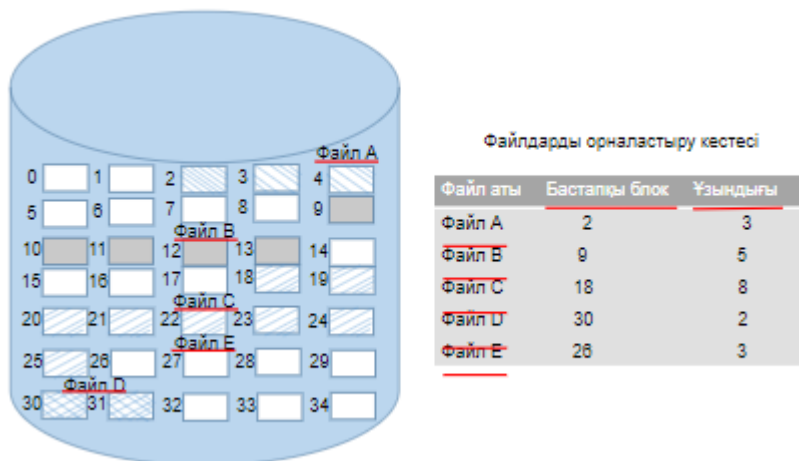 Файл А
0 1 2 3 4
5 6 7 8 9
Файл В
10 11 12 13 14
15 16 17 18 19
Файл С
20 21 22 23 24
Файл Е
25 26 27 28 29
Файл D
30 31 32 33 34
Файлдарды орналастыру кестесі
Файл аты Бастапқы блок Ұзындығы
Файл А 2 3
Файл В 9 5
Файл С 18 8
Файл D 30 2
Файл Е 26 3